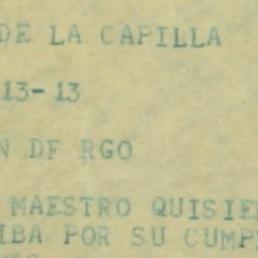 DE LA CAPILLA
13-13
N DF RGO
MAESTRO QUISIE
IBA POR SU CUMP